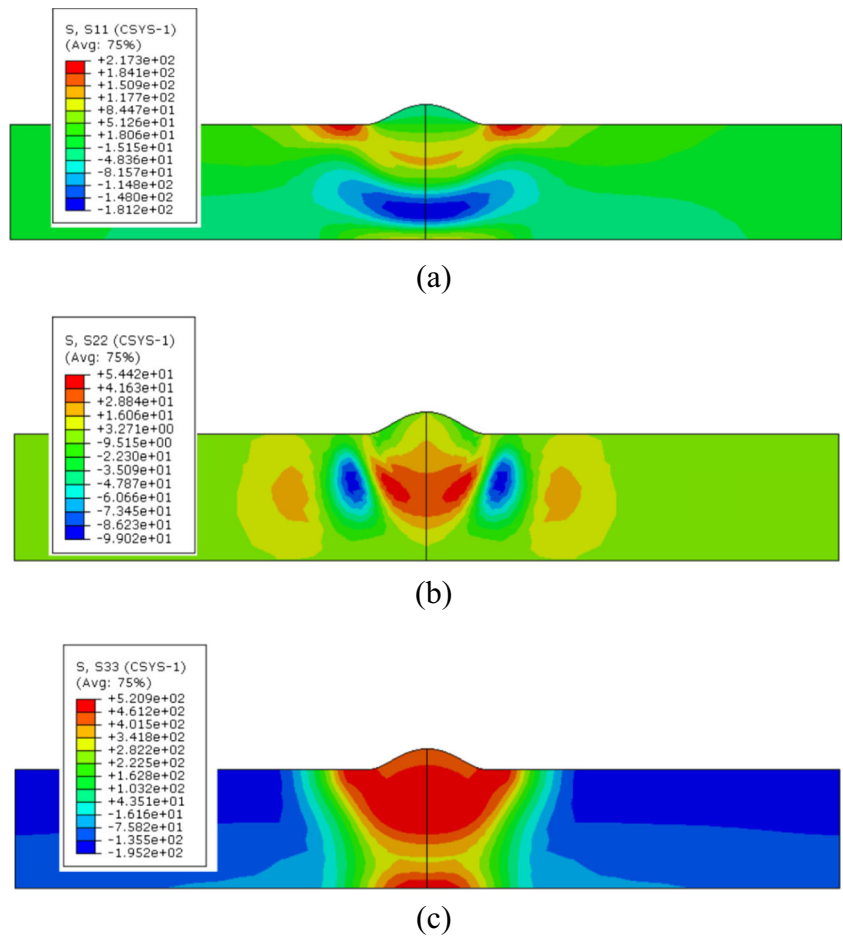 S, S11 (CSYS-1)
(Avg: 75%)
+2.173e+02
+1.841e+02
+1.509e+02
+1.177e+02
+8.447e+01
+5.126e+01
+1.806e+01
-1.515e+01
-4.836e+01
-8.157e+01
-1.148e+02
-1.480e+02
-1.812e+02
(a)
S, S22 (CSYS-1)
(Avg: 75%)
+5.442e+01
+4.163e+01
+2.884e+01
+1.606e+01
+3.271e+00
-9.515e+00
-2.230e+01
-3.509e+01
-4.787e+01
-6.066e+01
-7.345e+01
-8.623e+01
-9.902e+01
(b)
S, S33 (CSYS-1)
(Avg: 75%)
+5.209e+02
+4.612e+02
+4.015e+02
+3.418e+02
+2.822e+02
+2.225e+02
+1.628e+02
+1.032e+02
+4.351e+01
-1.616e+01
-7.582e+01
-1.355e+02
-1.952e+02
(c)